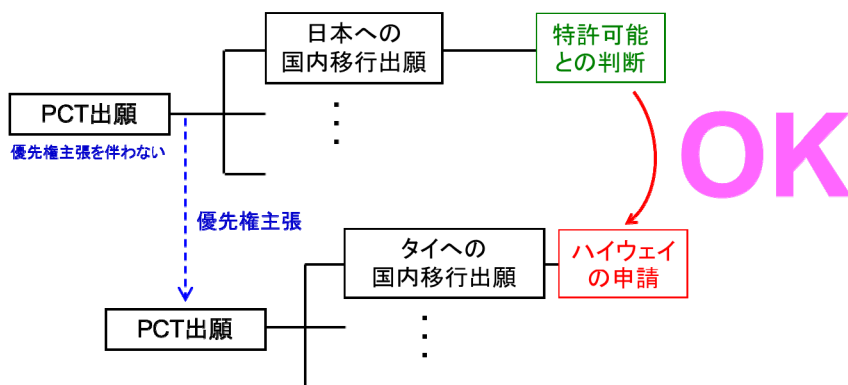 日本への
国内移行出願
特許可能
との判断
PCT出願
優先権主張を伴わない
OK
優先権主張
タイへの
国内移行出願
ハイウェイ
の申請
PCT出願